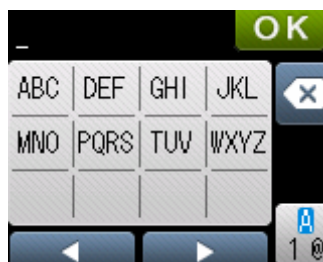 _ OK
ABC DEF GHI JKL
MNO PQRS TUV WXYZ
A
1 @